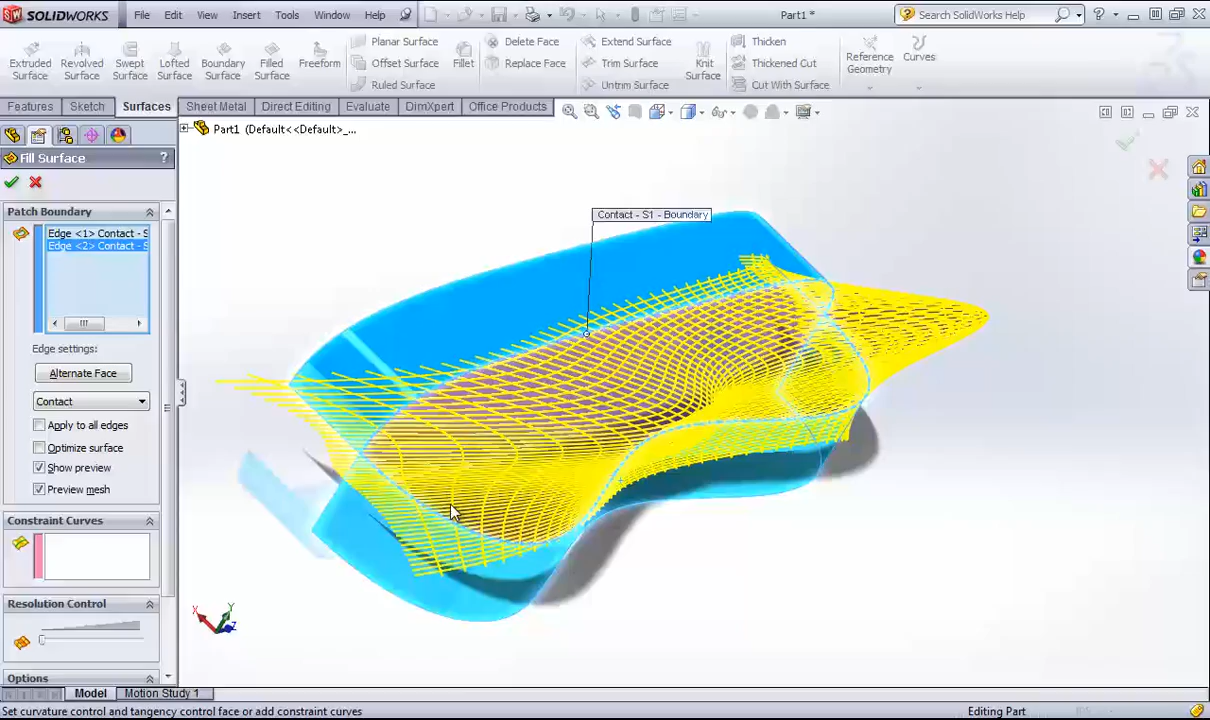 SOLIDWORKS File Edit View Insert Tools Window Help Part1 * Search SolidWorks Help
Extruded Surface Revolved Surface Swept Surface Lofted Surface Boundary Surface Filled Surface Freeform Planar Surface Offset Surface Ruled Surface Fillet Delete Face Replace Face Extend Surface Trim Surface Untrim Surface Knit Surface Thicken Thickened Cut Cut With Surface Reference Geometry Curves
Features Sketch Surfaces Sheet Metal Direct Editing Evaluate DimXpert Office Products
Part1 (Default<<Default>_...
Fill Surface ?
Patch Boundary
Contact - S1 - Boundary
Edge <1> Contact - S
Edge <2> Contact - S
Edge settings:
Alternate Face
Contact
Apply to all edges
Optimize surface
Show preview
Preview mesh
Constraint Curves
Resolution Control
X Y Z
Options
Model Motion Study 1
Set curvature control and tangency control face or add constraint curves Editing Part